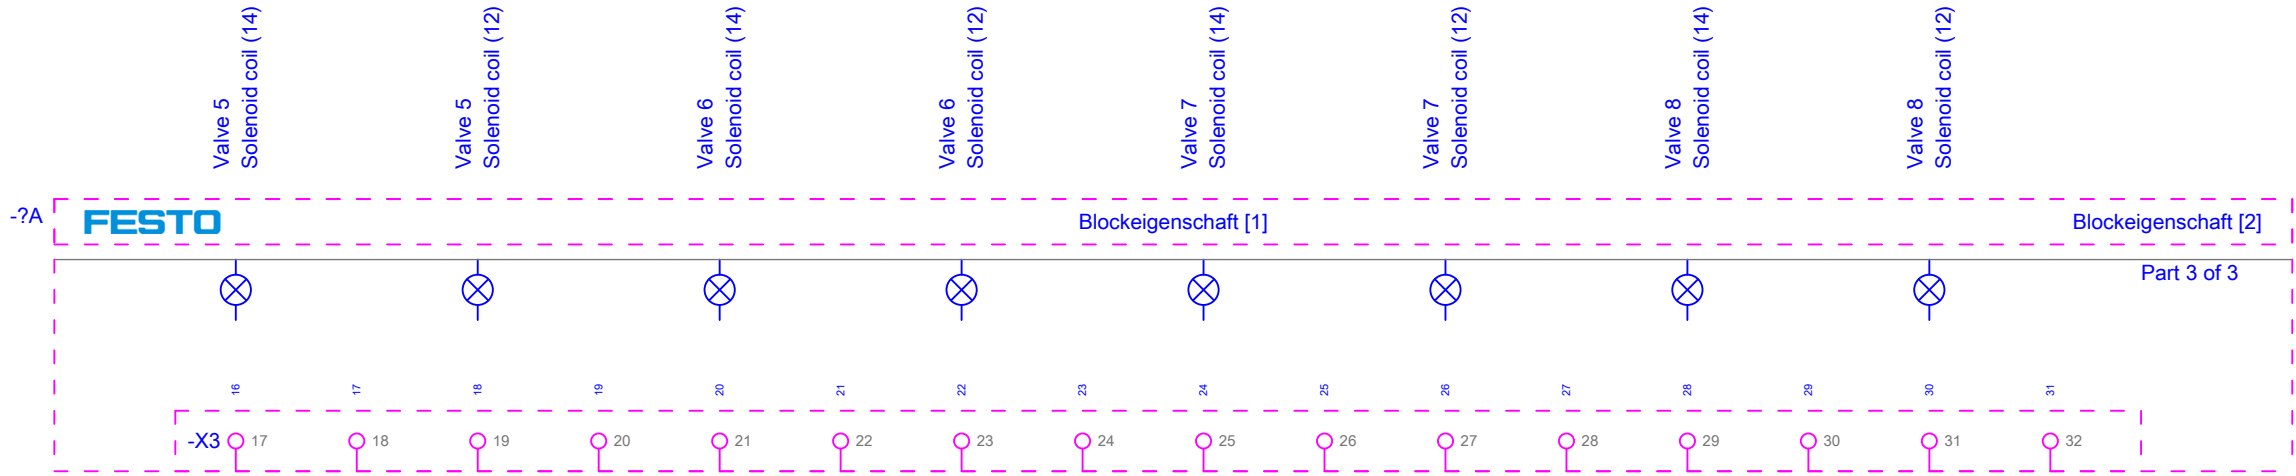 Valve 5
Solenoid coil (14)
Valve 5
Solenoid coil (12)
Valve 6
Solenoid coil (14)
Valve 6
Solenoid coil (12)
Valve 7
Solenoid coil (14)
Valve 7
Solenoid coil (12)
Valve 8
Solenoid coil (14)
Valve 8
Solenoid coil (12)
-?A FESTO Blockeigenschaft [1] Blockeigenschaft [2]
Part 3 of 3
16 17 18 19 20 21 22 23 24 25 26 27 28 29 30 31
-X3 17 18 19 20 21 22 23 24 25 26 27 28 29 30 31 32